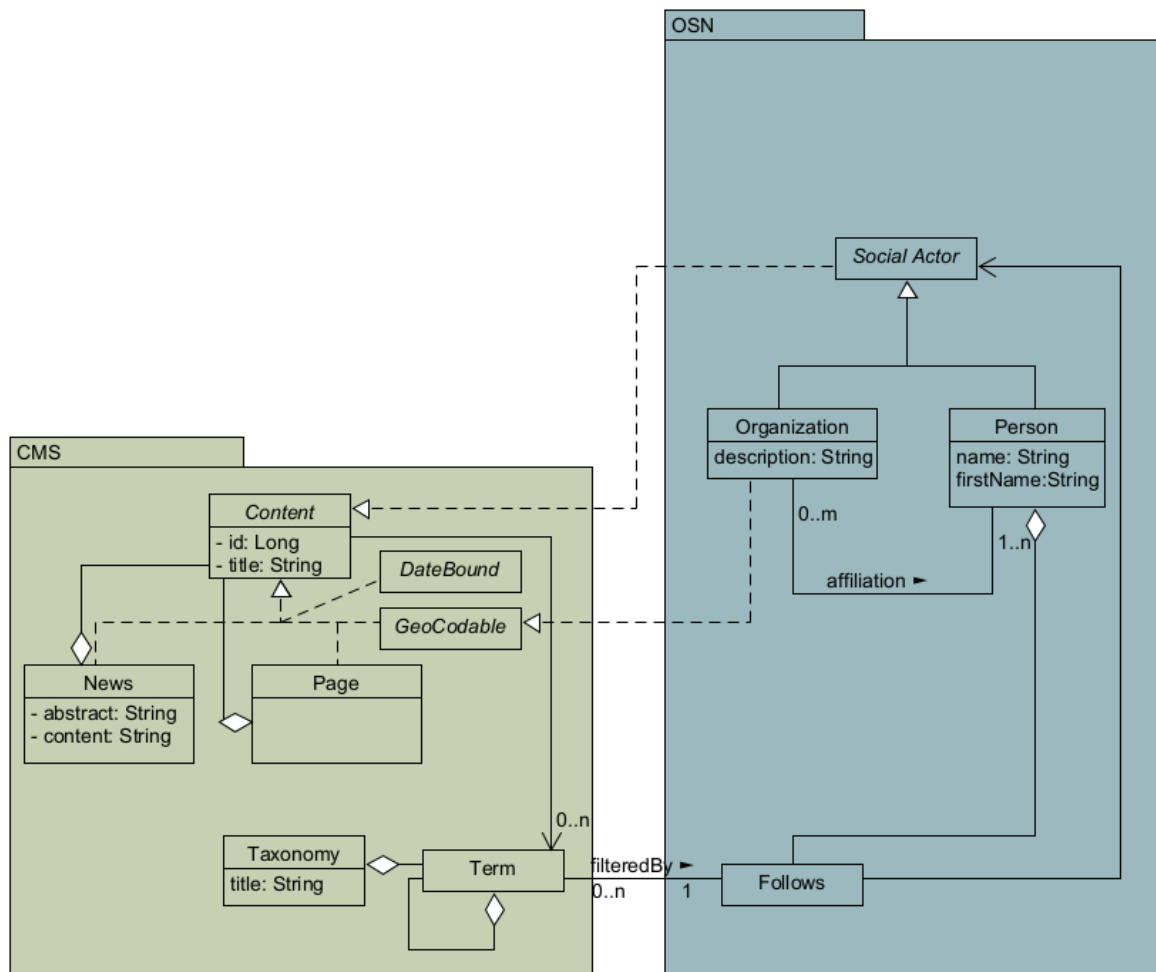 OSN
Social Actor
Organization
description: String
Person
name: String
firstName:String
0..m
1..n
affiliation ►
CMS
Content
- id: Long
- title: String
DateBound
GeoCodable
News
- abstract: String
- content: String
Page
0..n
Taxonomy
title: String
Term
filteredBy ►
0..n
1
Follows